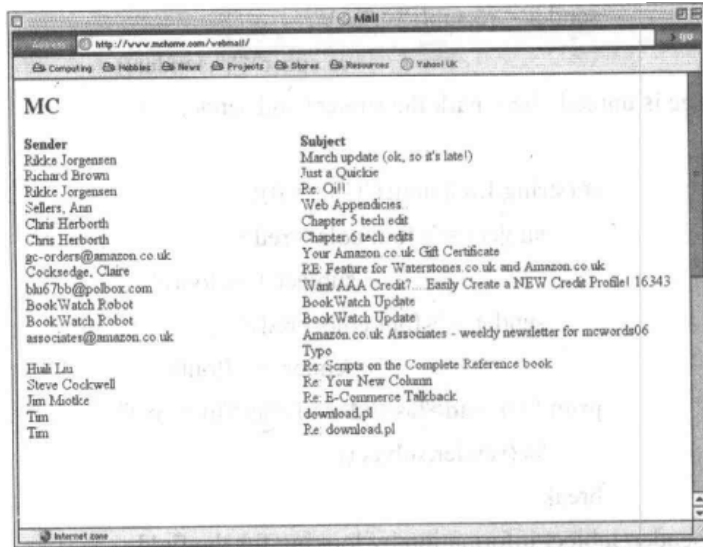 Mail
Address http://www.mchome.com/webmail/ go
Computing Hobbies News Projects Stores Resources Yahoo! UK
MC
Sender Subject
Rikke Jorgensen March update (ok, so it's late!)
Richard Brown Just a Quickie
Rikke Jorgensen Re: Oi!!
Sellers, Ann Web Appendicies
Chris Herborth Chapter 5 tech edit
Chris Herborth Chapter 6 tech edits
gc-orders@amazon.co.uk Your Amazon.co.uk Gift Certificate
Cocksedge, Claire RE: Feature for Waterstones.co.uk and Amazon.co.uk
blu67bb@polbox.com Want AAA Credit? ... Easily Create a NEW Credit Profile! 16343
BookWatch Robot BookWatch Update
BookWatch Robot BookWatch Update
associates@amazon.co.uk Amazon.co.uk Associates - weekly newsletter for mcwords06
Typo
Huili Liu Re: Scripts on the Complete Reference book
Steve Cockwell Re: Your New Column
Jim Miotke Re: E-Commerce Talkback
Tim download.pl
Tim Re: download.pl
Internet zone